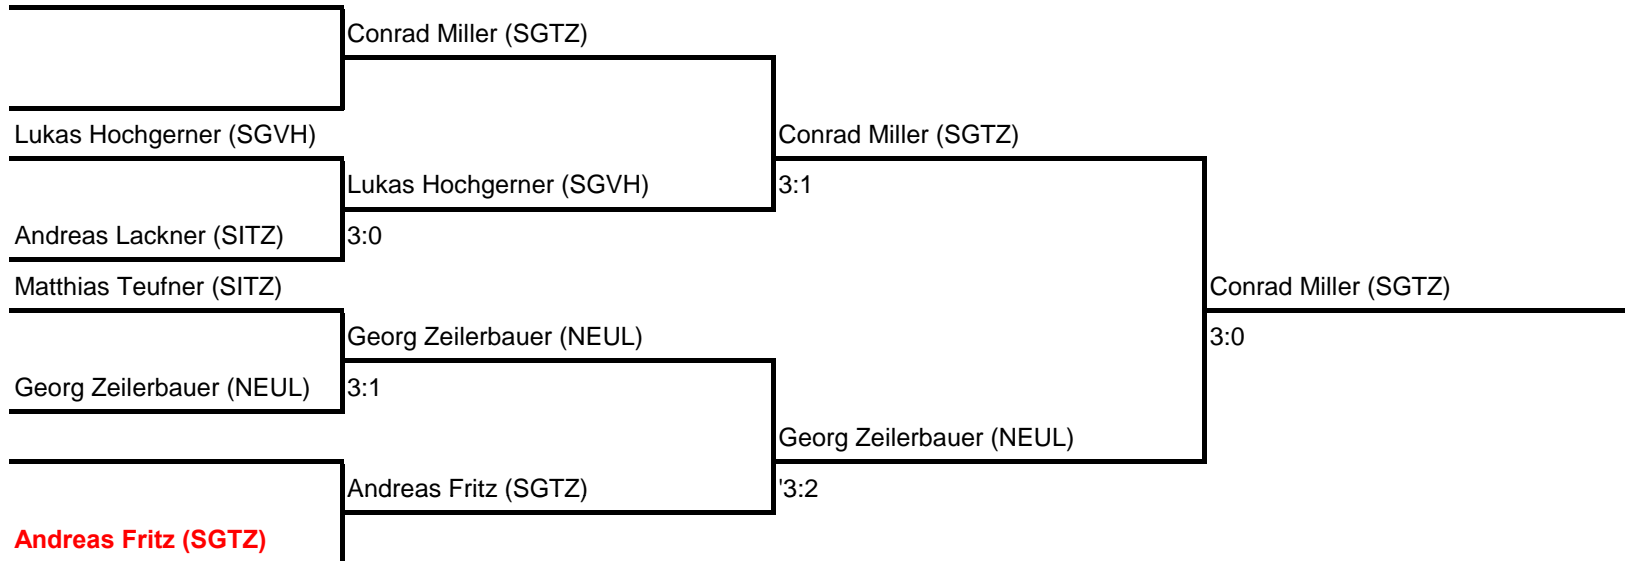 Conrad Miller (SGTZ)
Lukas Hochgerner (SGVH)
Conrad Miller (SGTZ)
Lukas Hochgerner (SGVH)
3:1
Andreas Lackner (SITZ)
3:0
Matthias Teufner (SITZ)
Conrad Miller (SGTZ)
Georg Zeilerbauer (NEUL)
3:0
Georg Zeilerbauer (NEUL)
3:1
Georg Zeilerbauer (NEUL)
Andreas Fritz (SGTZ)
'3:2
Andreas Fritz (SGTZ)